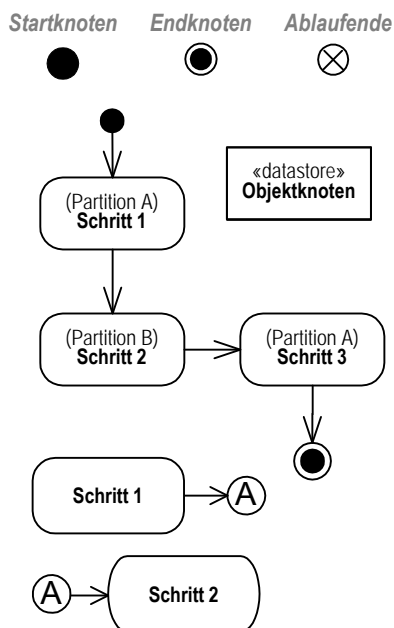 Startknoten Endknoten Ablaufende
«datastore»
Objektknoten
(Partition A)
Schritt 1
(Partition B)
Schritt 2
(Partition A)
Schritt 3
Schritt 1
A
A
Schritt 2